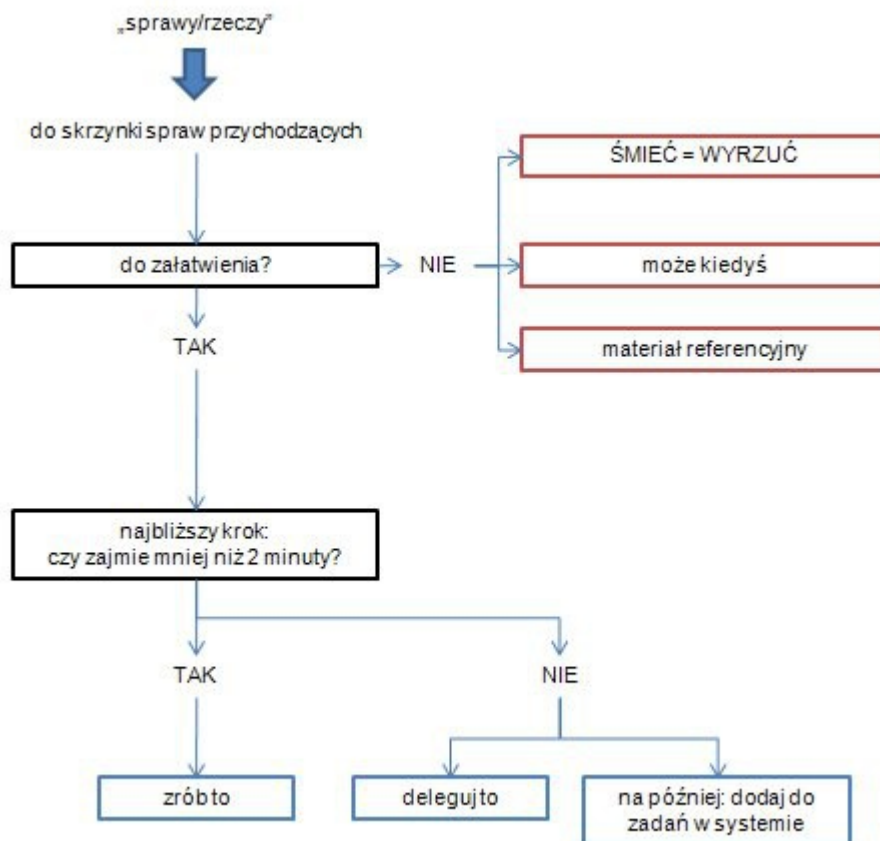 „sprawy/rzeczy”
do skrzynki spraw przychodzących
ŚMIEĆ = WYRZUĆ
do załatwienia?
NIE
może kiedyś
TAK
materiał referencyjny
najbliższy krok:
czy zajmie mniej niż 2 minuty?
TAK
NIE
zrób to
deleguj to
na później: dodaj do
zadań w systemie